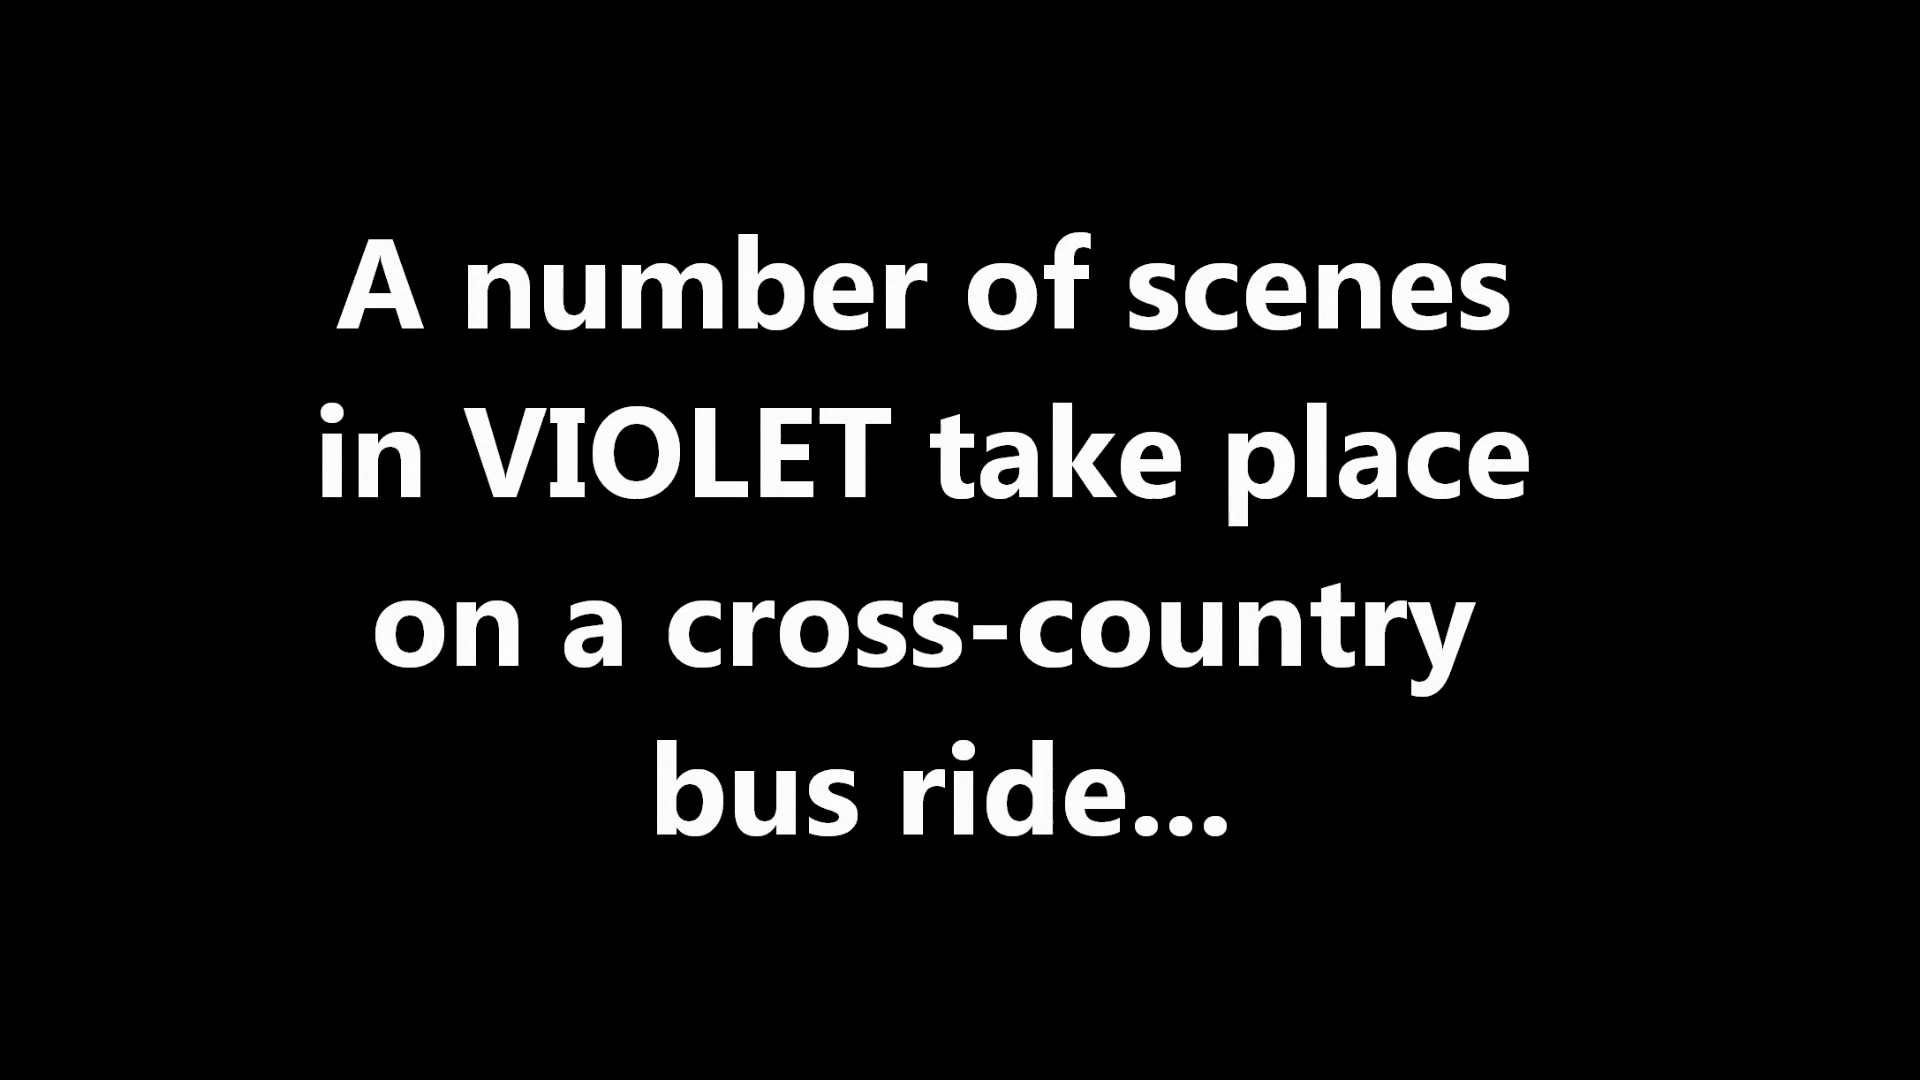 A number of scenes
in VIOLET take place
on a cross-country
bus ride...